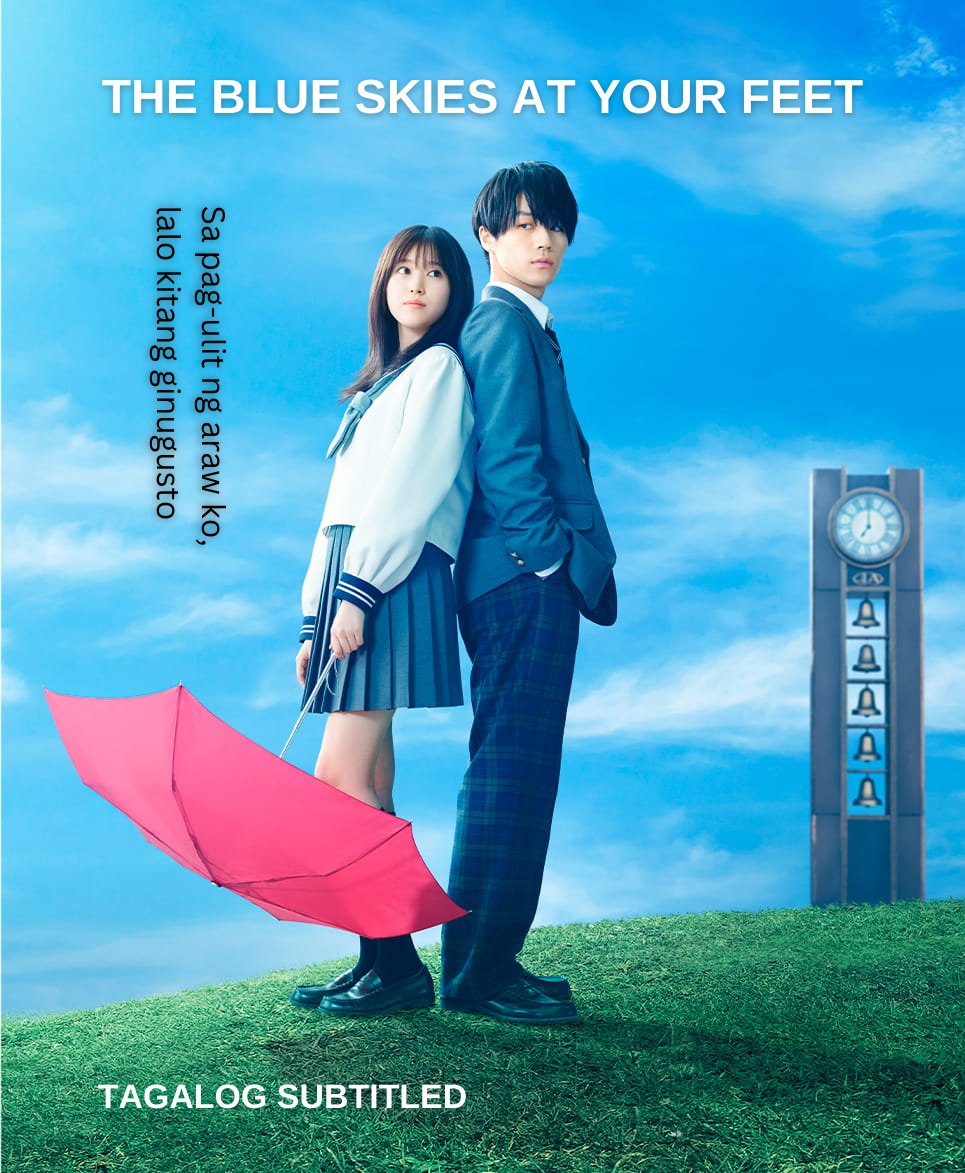 THE BLUE SKIES AT YOUR FEET
Sa pag-ulit ng araw ko,
lalo kitang ginugusto
TAGALOG SUBTITLED